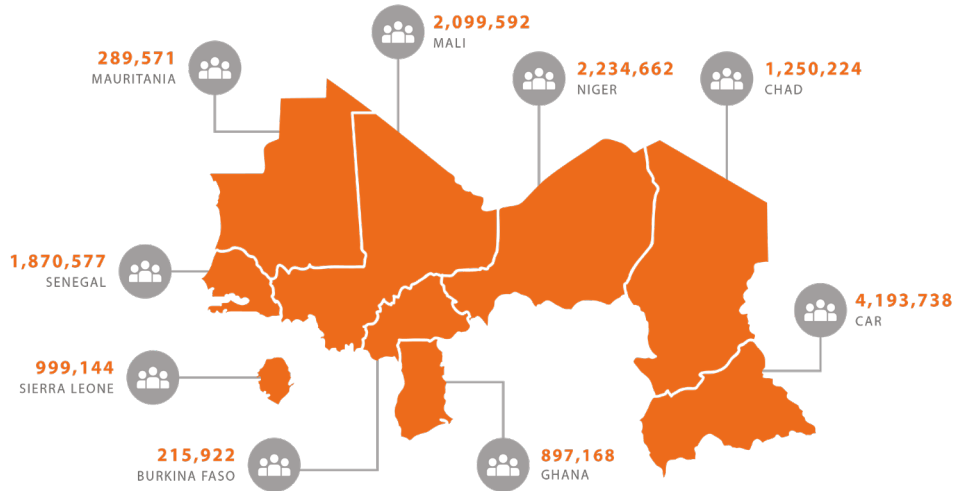 2,099,592
MALI
289,571
MAURITANIA
2,234,662
NIGER
1,250,224
CHAD
1,870,577
SENEGAL
4,193,738
CAR
999,144
SIERRA LEONE
215,922
BURKINA FASO
897,168
GHANA